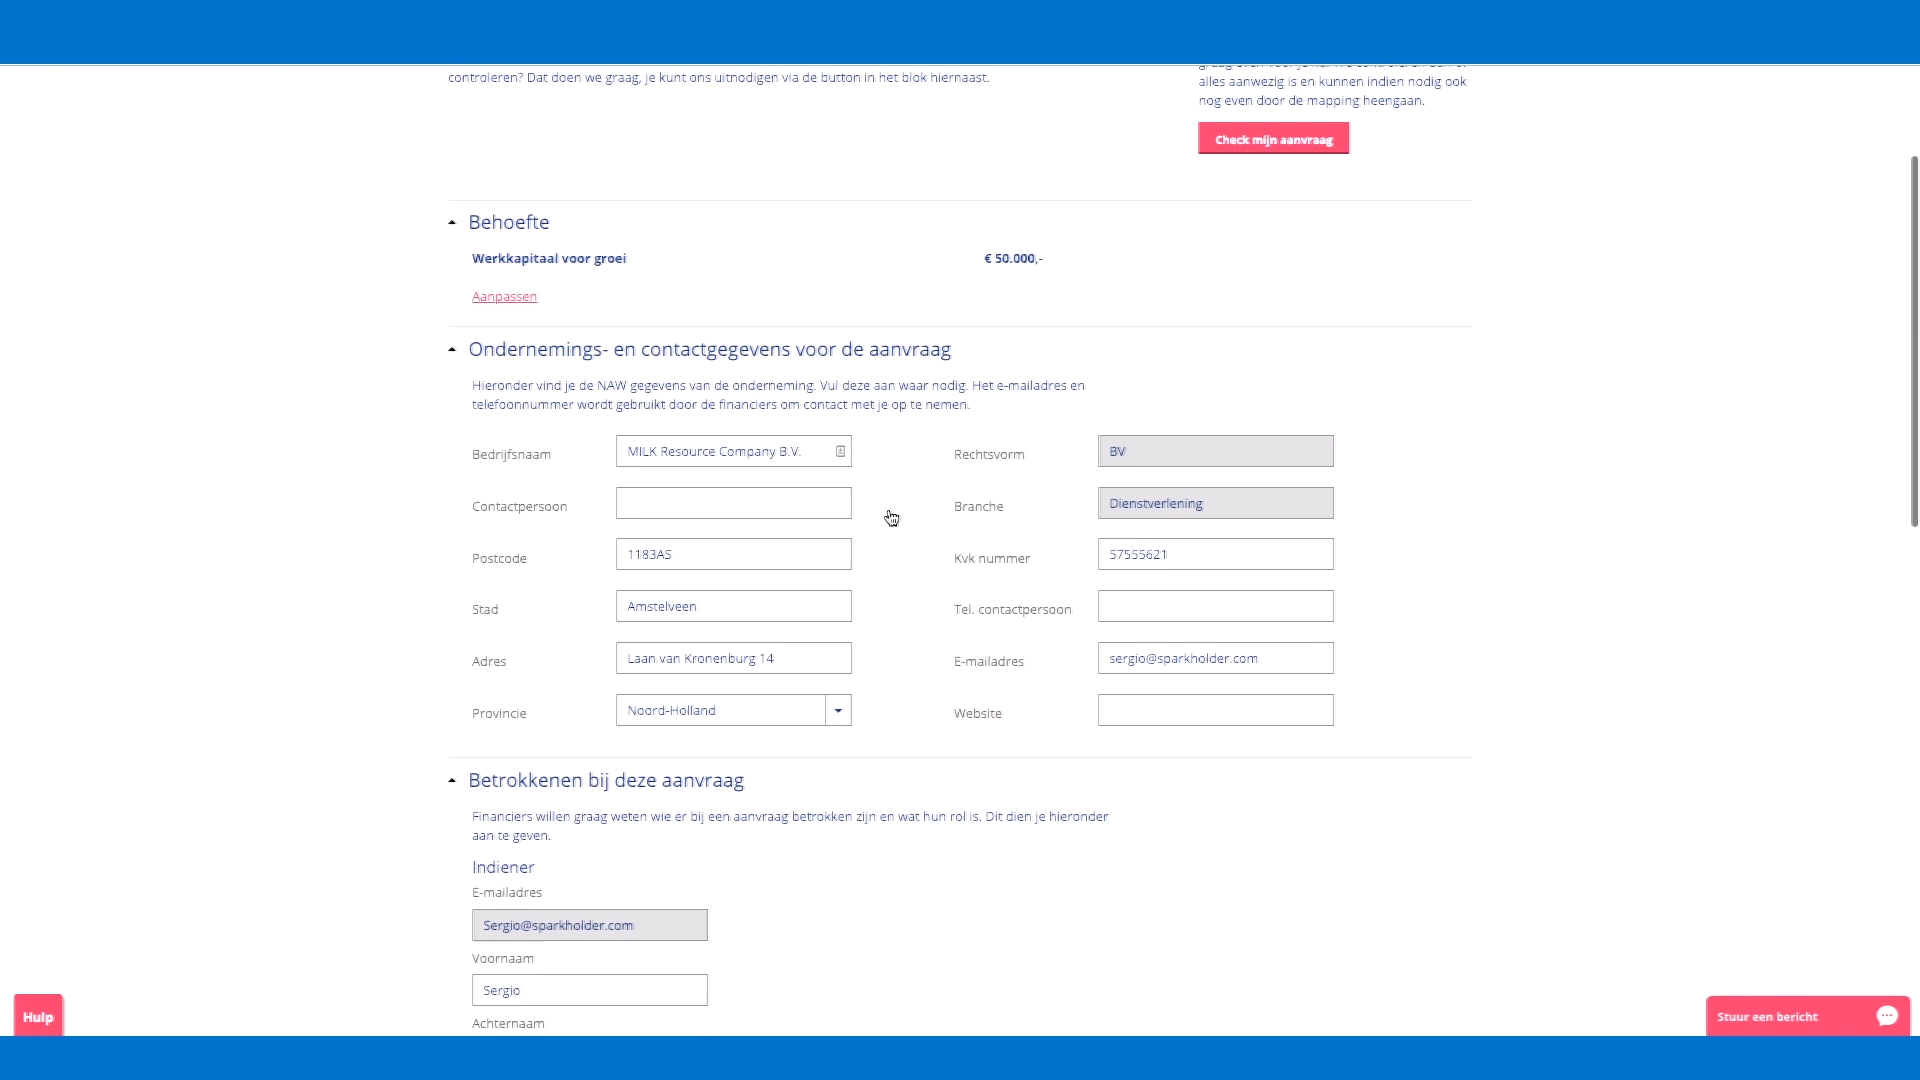 controleren? Dat doen we graag, je kunt ons uitnodigen via de button in het blok hiernaast.
alles aanwezig is en kunnen indien nodig ook
nog even door de mapping heengaan.
Check mijn aanvraag
Behoefte
Werkkapitaal voor groei € 50.000,-
Aanpassen
Ondernemings- en contactgegevens voor de aanvraag
Hieronder vind je de NAW gegevens van de onderneming. Vul deze aan waar nodig. Het e-mailadres en
telefoonnummer wordt gebruikt door de financiers om contact met je op te nemen.
Bedrijfsnaam MILK Resource Company B.V. Rechtsvorm BV
Contactpersoon Branche Dienstverlening
Postcode 1183AS Kvk nummer 57555621
Stad Amstelveen Tel. contactpersoon
Adres Laan van Kronenburg 14 E-mailadres sergio@sparkholder.com
Provincie Noord-Holland Website
Betrokkenen bij deze aanvraag
Financiers willen graag weten wie er bij een aanvraag betrokken zijn en wat hun rol is. Dit dien je hieronder
aan te geven.
Indiener
E-mailadres
Sergio@sparkholder.com
Voornaam
Sergio
Achternaam
Hulp
Stuur een bericht